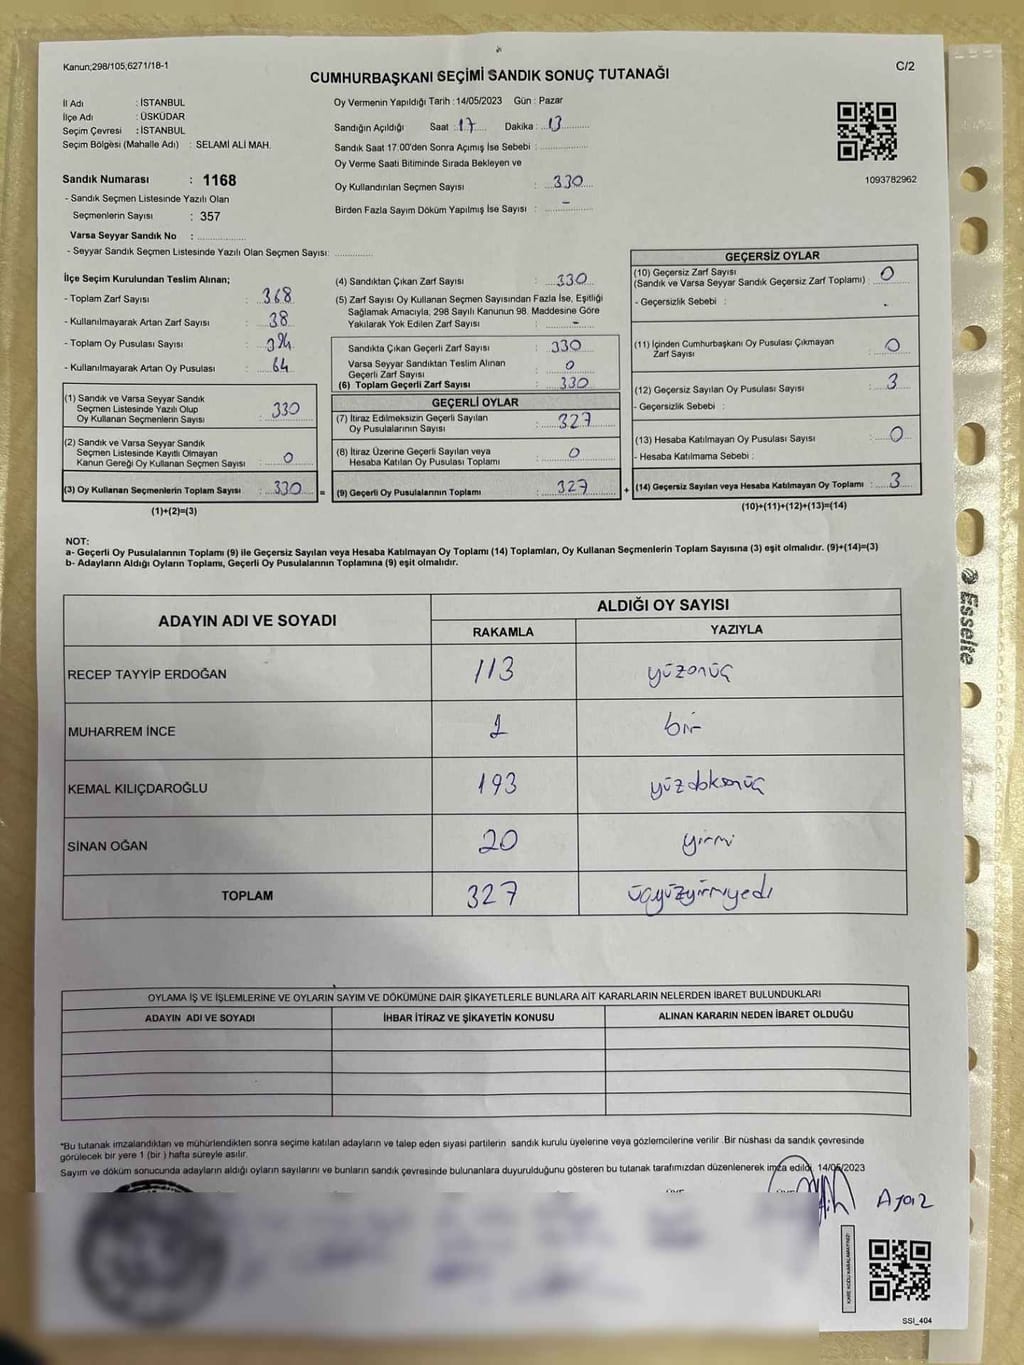 Kanun;298/105,6271/18-1
C/2
CUMHURBAŞKANI SEÇİMİ SANDIK SONUÇ TUTANAĞI
İl Adı : İSTANBUL
İlçe Adı : ÜSKÜDAR
Seçim Çevresi : İSTANBUL
Seçim Bölgesi (Mahalle Adı) : SELAMİ ALİ MAH.
Sandık Numarası : 1168
- Sandık Seçmen Listesinde Yazılı Olan
Seçmenlerin Sayısı : 357
Varsa Seyyar Sandık No :
- Seyyar Sandık Seçmen Listesinde Yazılı Olan Seçmen Sayısı:
Oy Vermenin Yapıldığı Tarih : 14/05/2023 Gün : Pazar
Sandığın Açıldığı Saat : 17 Dakika : 13
Sandık Saat 17.00'den Sonra Açımış İse Sebebi :
Oy Verme Saati Bitiminde Sırada Bekleyen ve
Oy Kullandırılan Seçmen Sayısı : 330
Birden Fazla Sayım Döküm Yapılmış İse Sayısı : -
1093782962
İlçe Seçim Kurulundan Teslim Alınan;
- Toplam Zarf Sayısı : 368
- Kullanılmayarak Artan Zarf Sayısı : 38
- Toplam Oy Pusulası Sayısı :
- Kullanılmayarak Artan Oy Pusulası : 64
(1) Sandık ve Varsa Seyyar Sandık
Seçmen Listesinde Yazılı Olup
Oy Kullanan Seçmenlerin Sayısı : 330
(2) Sandık ve Varsa Seyyar Sandık
Seçmen Listesinde Kayıtlı Olmayan
Kanun Gereği Oy Kullanan Seçmen Sayısı : 0
(3) Oy Kullanan Seçmenlerin Toplam Sayısı : 330 =
(1)+(2)=(3)
(4) Sandıktan Çıkan Zarf Sayısı : 330
(5) Zarf Sayısı Oy Kullanan Seçmen Sayısından Fazla İse, Eşitliği
Sağlamak Amacıyla, 298 Sayılı Kanunun 98. Maddesine Göre
Yakılarak Yok Edilen Zarf Sayısı : -
Sandıkta Çıkan Geçerli Zarf Sayısı : 330
Varsa Seyyar Sandıktan Teslim Alınan
Geçerli Zarf Sayısı : 0
(6) Toplam Geçerli Zarf Sayısı : 330
GEÇERLİ OYLAR
(7) İtiraz Edilmeksizin Geçerli Sayılan
Oy Pusulalarının Sayısı : 327
(8) İtiraz Üzerine Geçerli Sayılan veya
Hesaba Katılan Oy Pusulası Toplamı : 0
(9) Geçerli Oy Pusulalarının Toplamı : 327 +
GEÇERSİZ OYLAR
(10) Geçersiz Zarf Sayısı
(Sandık ve Varsa Seyyar Sandık Geçersiz Zarf Toplamı) : 0
- Geçersizlik Sebebi :
(11) İçinden Cumhurbaşkanı Oy Pusulası Çıkmayan
Zarf Sayısı : 0
(12) Geçersiz Sayılan Oy Pusulası Sayısı : 3
- Geçersizlik Sebebi :
(13) Hesaba Katılmayan Oy Pusulası Sayısı : 0
- Hesaba Katılmama Sebebi :
(14) Geçersiz Sayılan veya Hesaba Katılmayan Oy Toplamı : 3
(10)+(11)+(12)+(13)=(14)
NOT:
a- Geçerli Oy Pusulalarının Toplamı (9) ile Geçersiz Sayılan veya Hesaba Katılmayan Oy Toplamı (14) Toplamları, Oy Kullanan Seçmenlerin Toplam Sayısına (3) eşit olmalıdır. (9)+(14)=(3)
b- Adayların Aldığı Oyların Toplamı, Geçerli Oy Pusulalarının Toplamına (9) eşit olmalıdır.
ADAYIN ADI VE SOYADI ALDIĞI OY SAYISI
RAKAMLA YAZIYLA
RECEP TAYYİP ERDOĞAN 113 yüzonüç
MUHARREM İNCE 1 bir
KEMAL KILIÇDAROĞLU 193 yüzdoksanüç
SİNAN OĞAN 20 yirmi
TOPLAM 327 üçyüzyirmiyedi
OYLAMA İŞ VE İŞLEMLERİNE VE OYLARIN SAYIM VE DÖKÜMÜNE DAİR ŞİKAYETLERLE BUNLARA AİT KARARLARIN NELERDEN İBARET BULUNDUKLARI
ADAYIN ADI VE SOYADI İHBAR İTİRAZ VE ŞİKAYETİN KONUSU ALINAN KARARIN NEDEN İBARET OLDUĞU
*Bu tutanak imzalandıktan ve mühürlendikten sonra seçime katılan adayların ve talep eden siyasi partilerin sandık kurulu üyelerine veya gözlemcilerine verilir .Bir nüshası da sandık çevresinde
görülecek bir yere 1 (bir ) hafta süreyle asılır.
Sayım ve döküm sonucunda adayların aldığı oyların sayılarını ve bunların sandık çevresinde bulunanlara duyurulduğunu gösteren bu tutanak tarafımızdan düzenlenerek imza edildi. 14/05/2023
SSI_404
Esselte